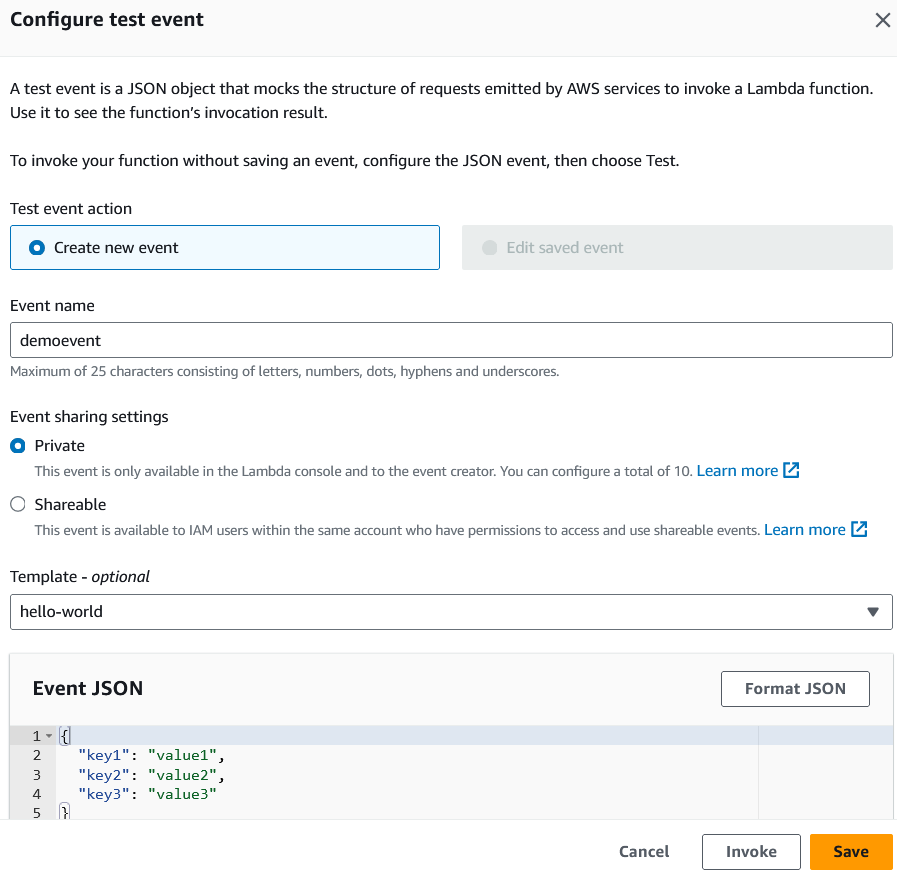 Configure test event
A test event is a JSON object that mocks the structure of requests emitted by AWS services to invoke a Lambda function.
Use it to see the function’s invocation result.
To invoke your function without saving an event, configure the JSON event, then choose Test.
Test event action
Create new event
Edit saved event
Event name
demoevent
Maximum of 25 characters consisting of letters, numbers, dots, hyphens and underscores.
Event sharing settings
Private
This event is only available in the Lambda console and to the event creator. You can configure a total of 10. Learn more
Shareable
This event is available to IAM users within the same account who have permissions to access and use shareable events. Learn more
Template - optional
hello-world
Event JSON
Format JSON
1 {
2 "key1": "value1",
3 "key2": "value2",
4 "key3": "value3"
5 }
Cancel
Invoke
Save